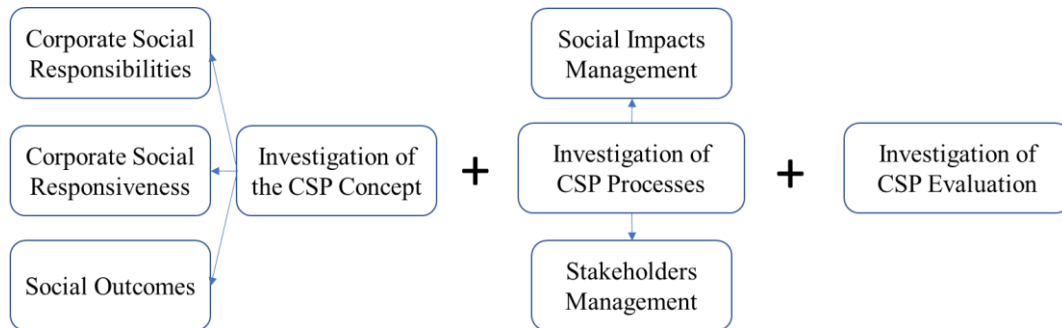 Corporate Social
Responsibilities
Corporate Social
Responsiveness
Social Outcomes
Investigation of
the CSP Concept
+
Social Impacts
Management
Investigation of
CSP Processes
Stakeholders
Management
+
Investigation of
CSP Evaluation